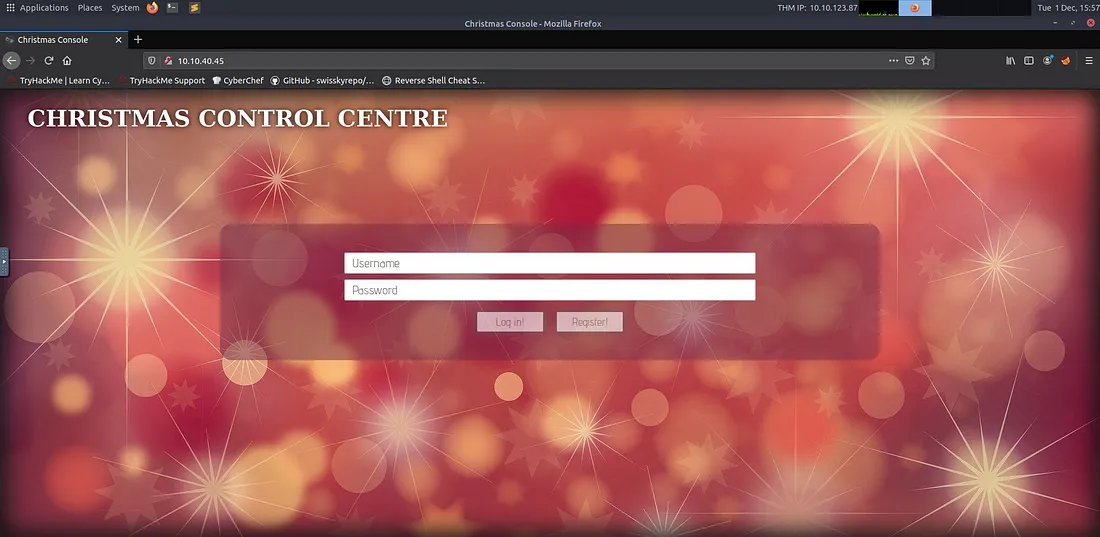 Applications Places System THM IP: 10.10.123.87 Tue 1 Dec, 15:57
Christmas Console - Mozilla Firefox
Christmas Console
10.10.40.45
TryHackMe | Learn Cy... TryHackMe Support CyberChef GitHub - swisskyrepo/... Reverse Shell Cheat S...
CHRISTMAS CONTROL CENTRE
Username
Password
Log in! Register!